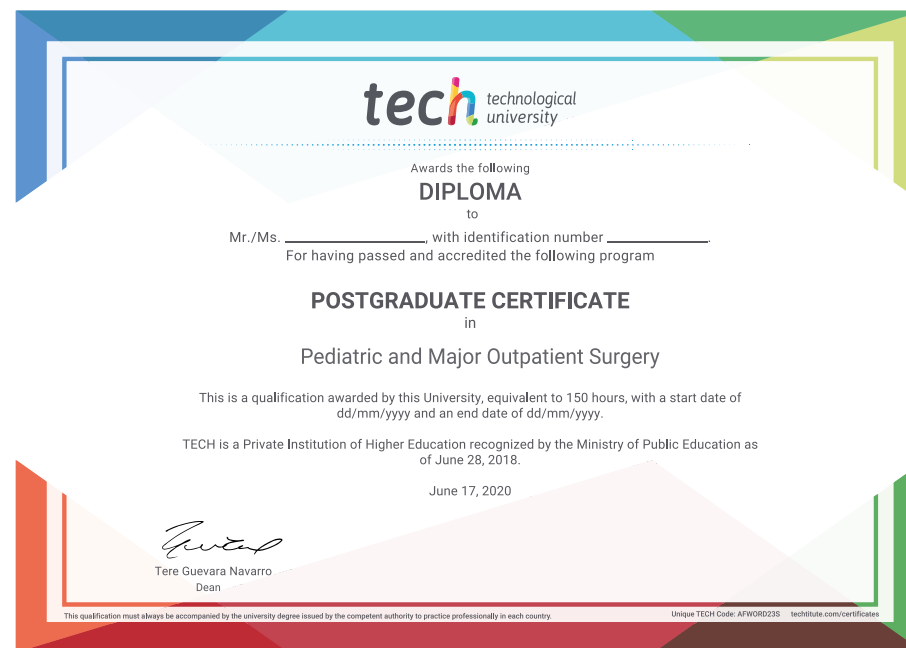 tech technological
university
Awards the following
DIPLOMA
to
Mr./Ms. ____________, with identification number ____________.
For having passed and accredited the following program
POSTGRADUATE CERTIFICATE
in
Pediatric and Major Outpatient Surgery
This is a qualification awarded by this University, equivalent to 150 hours, with a start date of
dd/mm/yyyy and an end date of dd/mm/yyyy.
TECH is a Private Institution of Higher Education recognized by the Ministry of Public Education as
of June 28, 2018.
June 17, 2020
Tere Guevara Navarro
Dean
This qualification must always be accompanied by the university degree issued by the competent authority to practice professionally in each country.
Unique TECH Code: AFWORD23S techtitute.com/certificates